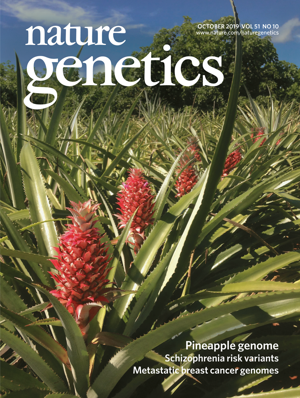 OCTOBER 2019 VOL 51 NO 10
www.nature.com/naturegenetics
nature
genetics
Pineapple genome
Schizophrenia risk variants
Metastatic breast cancer genomes